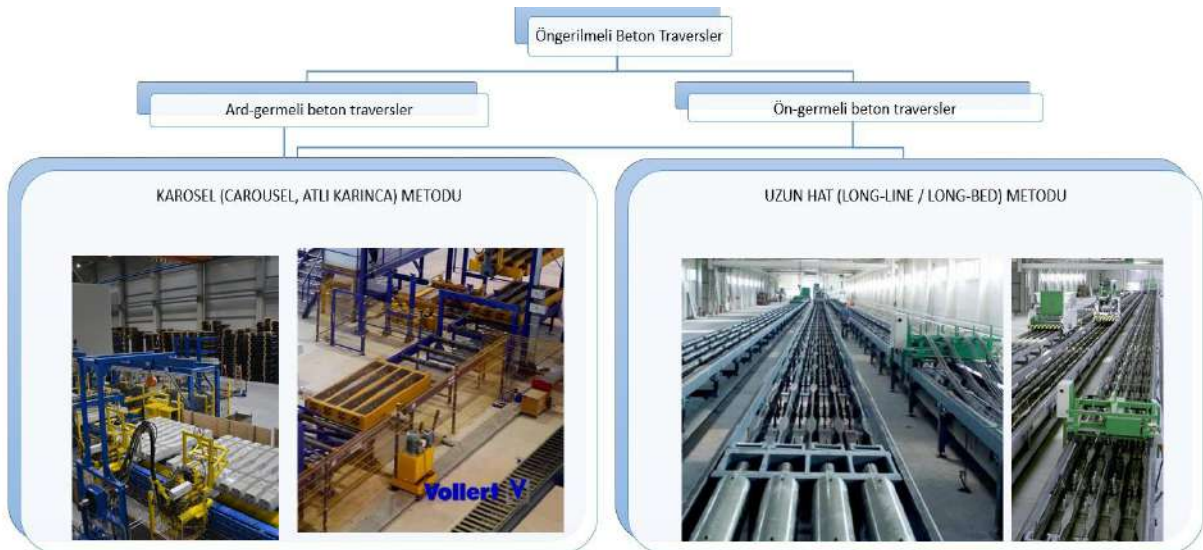 Öngerilmeli Beton Traversler
Ard-germeli beton traversler
Ön-germeli beton traversler
KAROSEL (CAROUSEL, ATLI KARINCA) METODU
UZUN HAT (LONG-LINE / LONG-BED) METODU
Vollert V